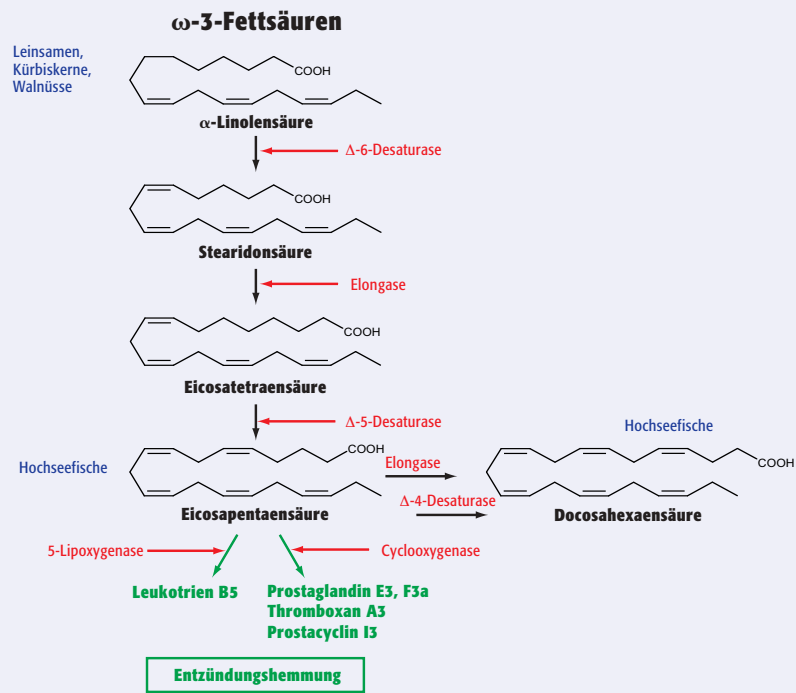 ω-3-Fettsäuren
Leinsamen,
Kürbiskerne,
Walnüsse
COOH
α-Linolensäure
Δ-6-Desaturase
COOH
Stearidonsäure
Elongase
COOH
Eicosatetraensäure
Δ-5-Desaturase
Hochseefische
COOH
Hochseefische
Elongase
COOH
Δ-4-Desaturase
Eicosapentaensäure
Docosahexaensäure
5-Lipoxygenase
Cyclooxygenase
Leukotrien B5
Prostaglandin E3, F3a
Thromboxan A3
Prostacyclin I3
Entzündungshemmung